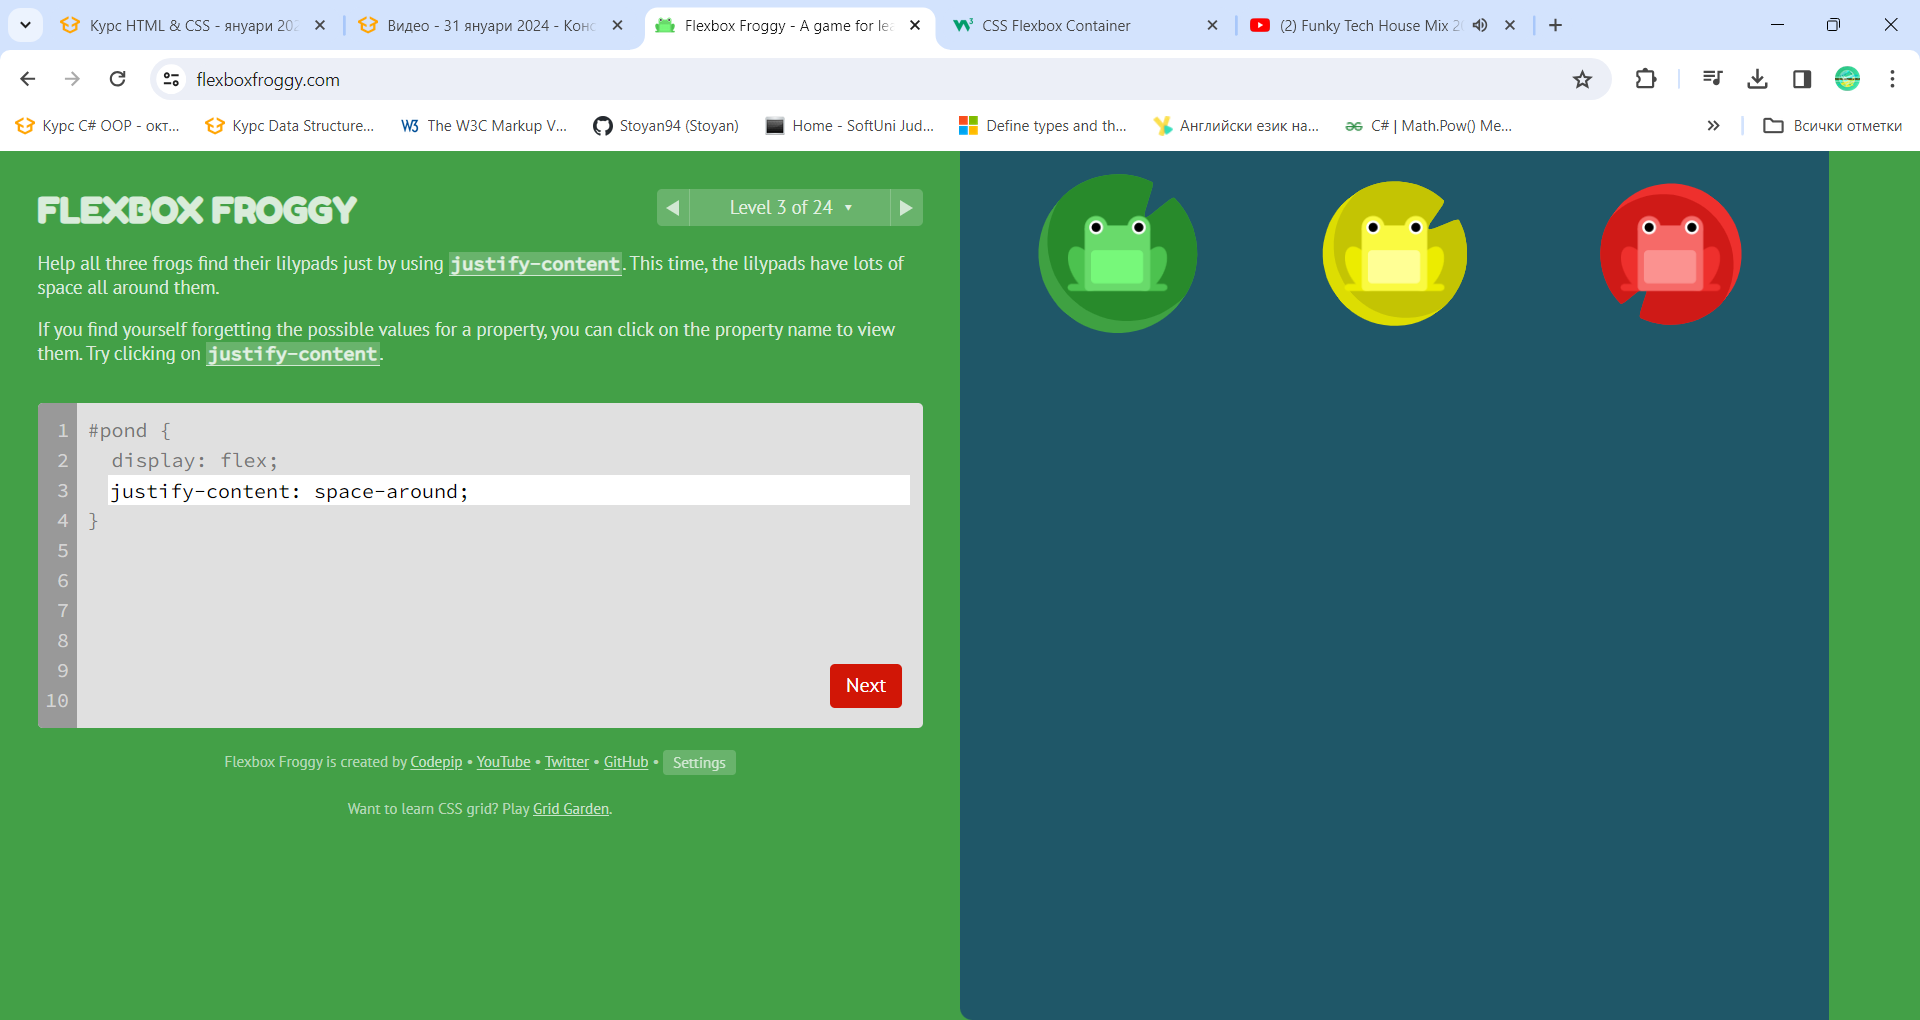 Курс HTML & CSS - януари 202
Видео - 31 януари 2024 - Конс
Flexbox Froggy - A game for lea
CSS Flexbox Container
(2) Funky Tech House Mix 20
flexboxfroggy.com
Курс C# OOP - окт...
Курс Data Structure...
W3 The W3C Markup V...
Stoyan94 (Stoyan)
Home - SoftUni Jud...
Define types and th...
Английски език на...
C# | Math.Pow() Me...
Всички отметки
FLEXBOX FROGGY
Level 3 of 24
Help all three frogs find their lilypads just by using justify-content. This time, the lilypads have lots of
space all around them.
If you find yourself forgetting the possible values for a property, you can click on the property name to view
them. Try clicking on justify-content.
1 #pond {
2 display: flex;
3 justify-content: space-around;
4 }
5
6
7
8
9
10
Next
Flexbox Froggy is created by Codepip • YouTube • Twitter • GitHub • Settings
Want to learn CSS grid? Play Grid Garden.